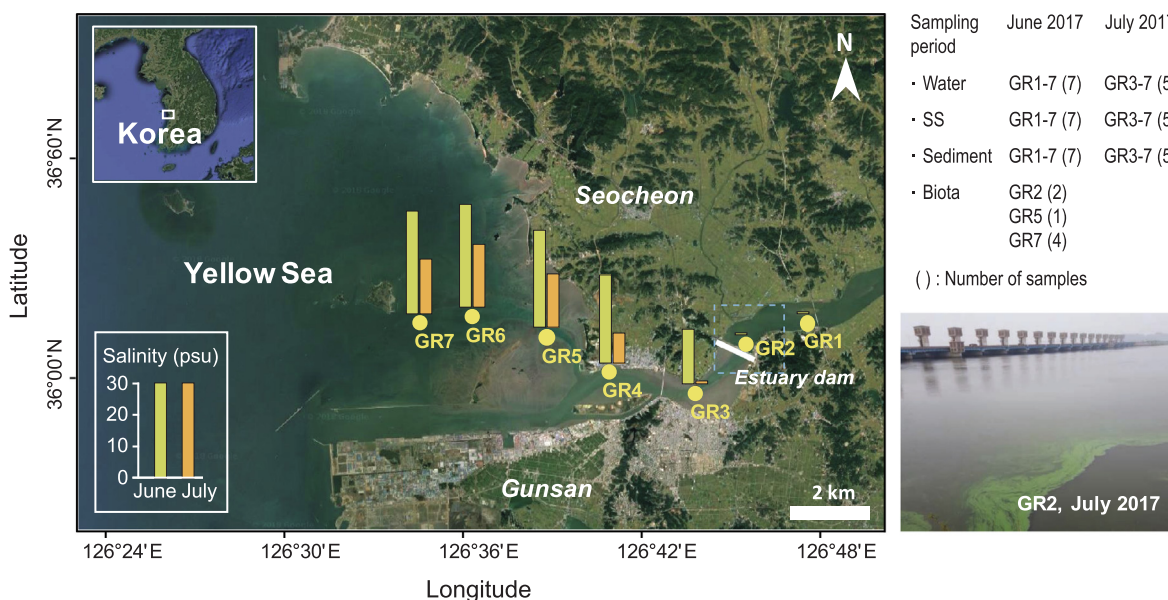 Korea
N
Seocheon
Yellow Sea
GR7
GR6
GR5
GR4
GR3
GR2
GR1
Estuary dam
Gunsan
2 km
Salinity (psu)
30
20
10
0
June July
36°60'N
36°00'N
Latitude
126°24'E
126°30'E
126°36'E
126°42'E
126°48'E
Longitude
Sampling period
June 2017
July 2017
· Water GR1-7 (7) GR3-7 (5
· SS GR1-7 (7) GR3-7 (5
· Sediment GR1-7 (7) GR3-7 (5
· Biota GR2 (2)
GR5 (1)
GR7 (4)
( ) : Number of samples
GR2, July 2017